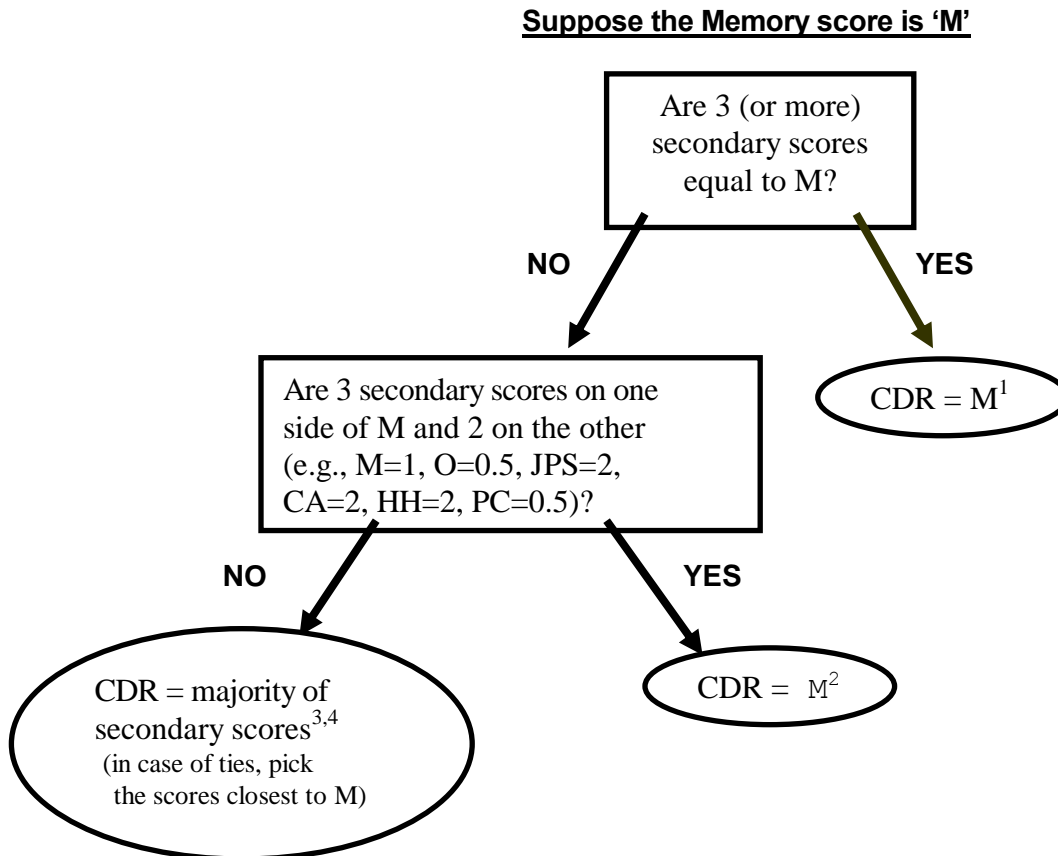 Suppose the Memory score is ‘M’
Are 3 (or more)
secondary scores
equal to M?
NO
YES
Are 3 secondary scores on one
side of M and 2 on the other
(e.g., M=1, O=0.5, JPS=2,
CA=2, HH=2, PC=0.5)?
CDR = M¹
NO
YES
CDR = majority of
secondary scores³,⁴
(in case of ties, pick
the scores closest to M)
CDR = M²